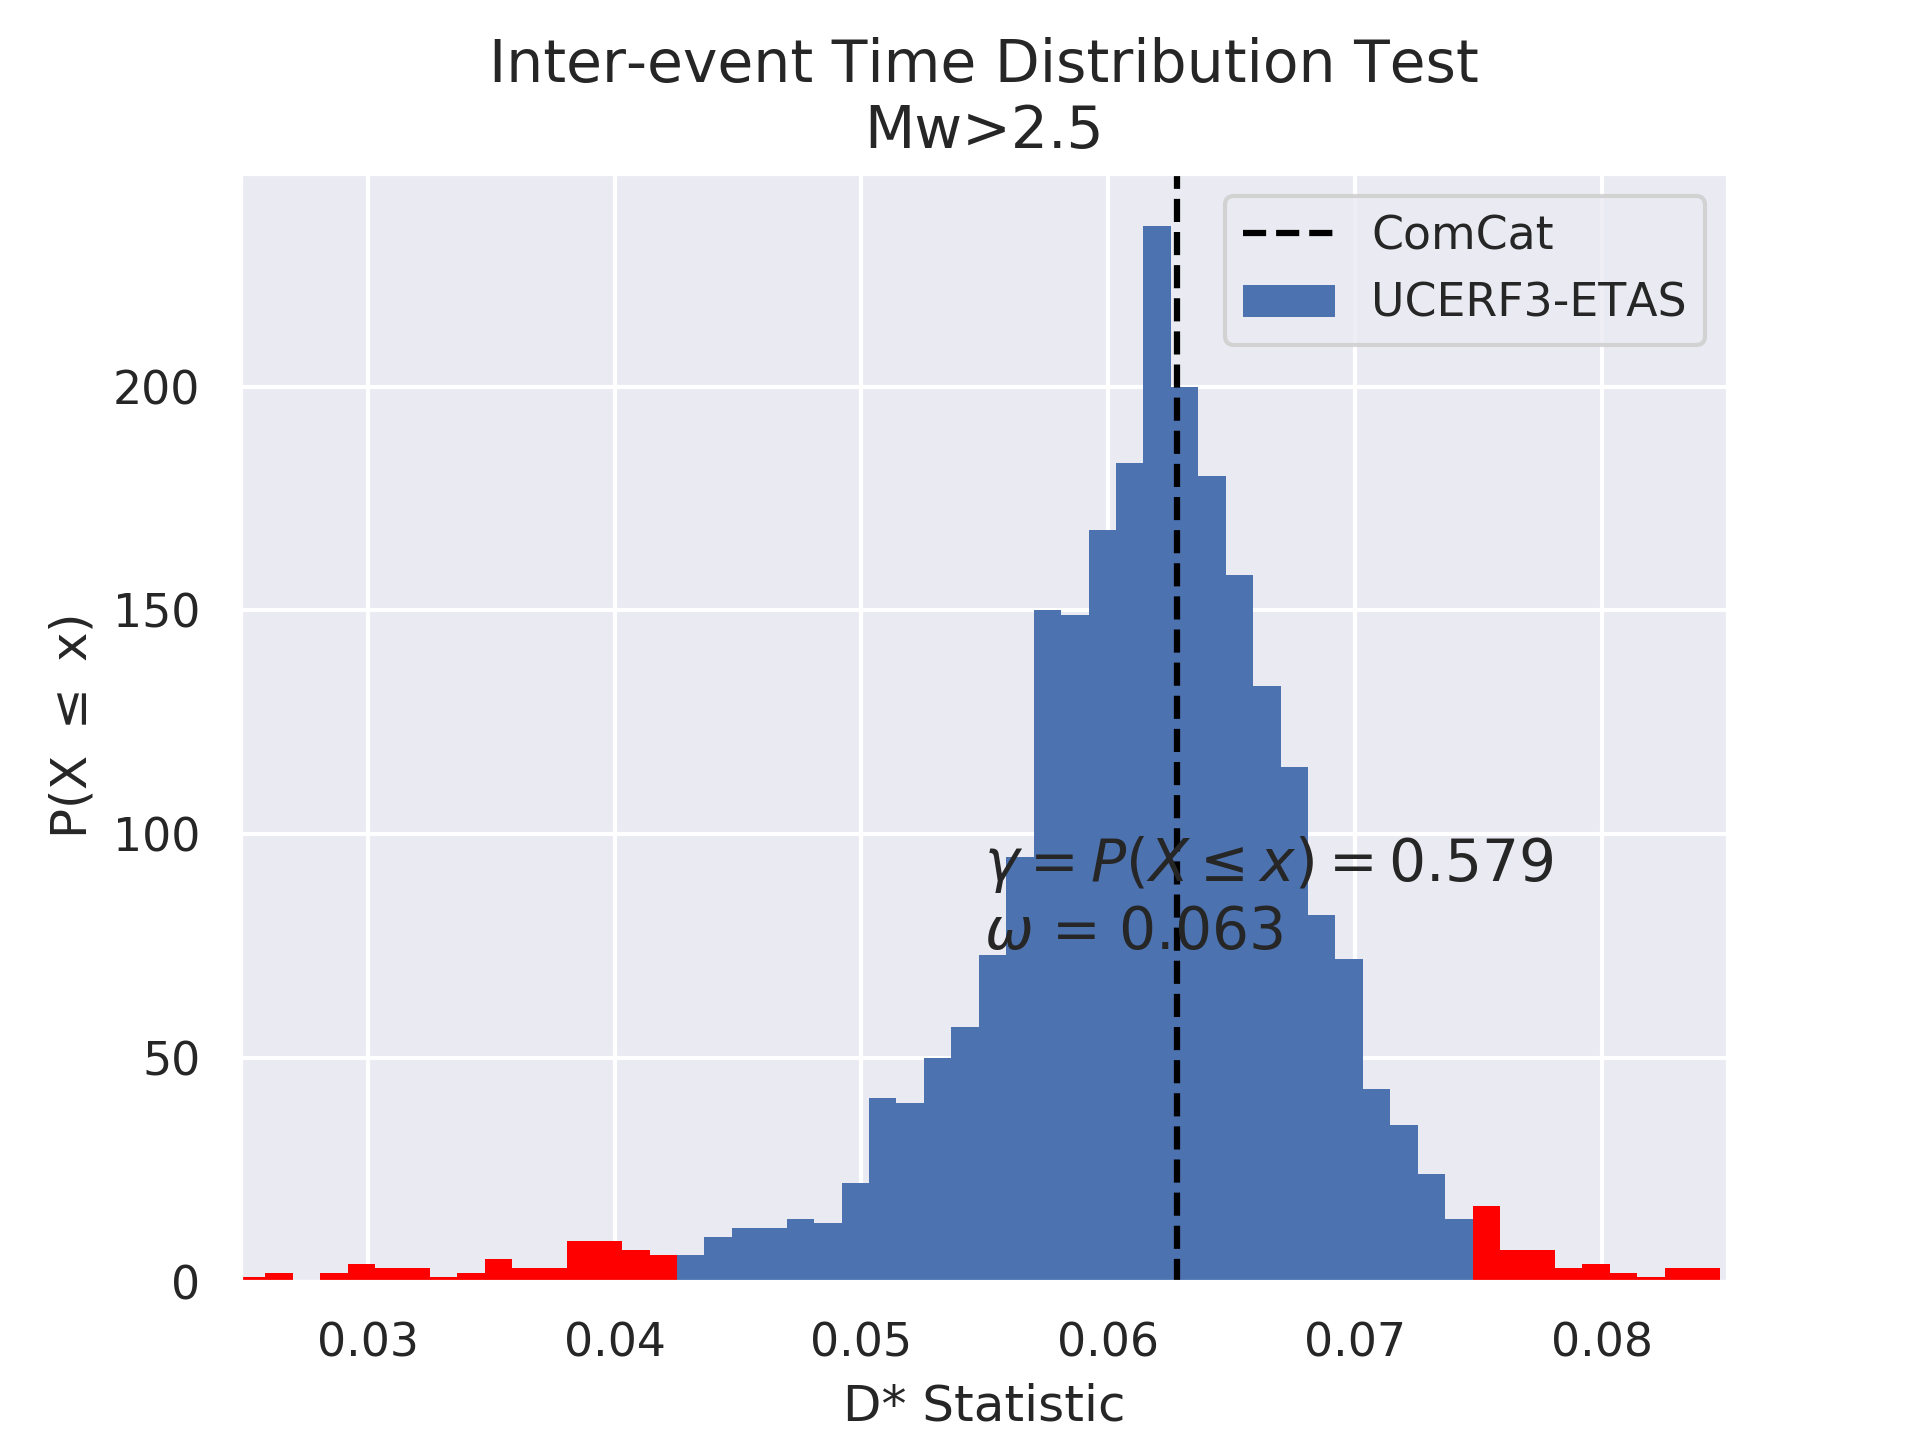 Inter-event Time Distribution Test
Mw>2.5
ComCat
UCERF3-ETAS
P(X ≤ x)
200
150
100
50
0
γ = P(X ≤ x) = 0.579
ω = 0.063
0.03 0.04 0.05 0.06 0.07 0.08
D* Statistic